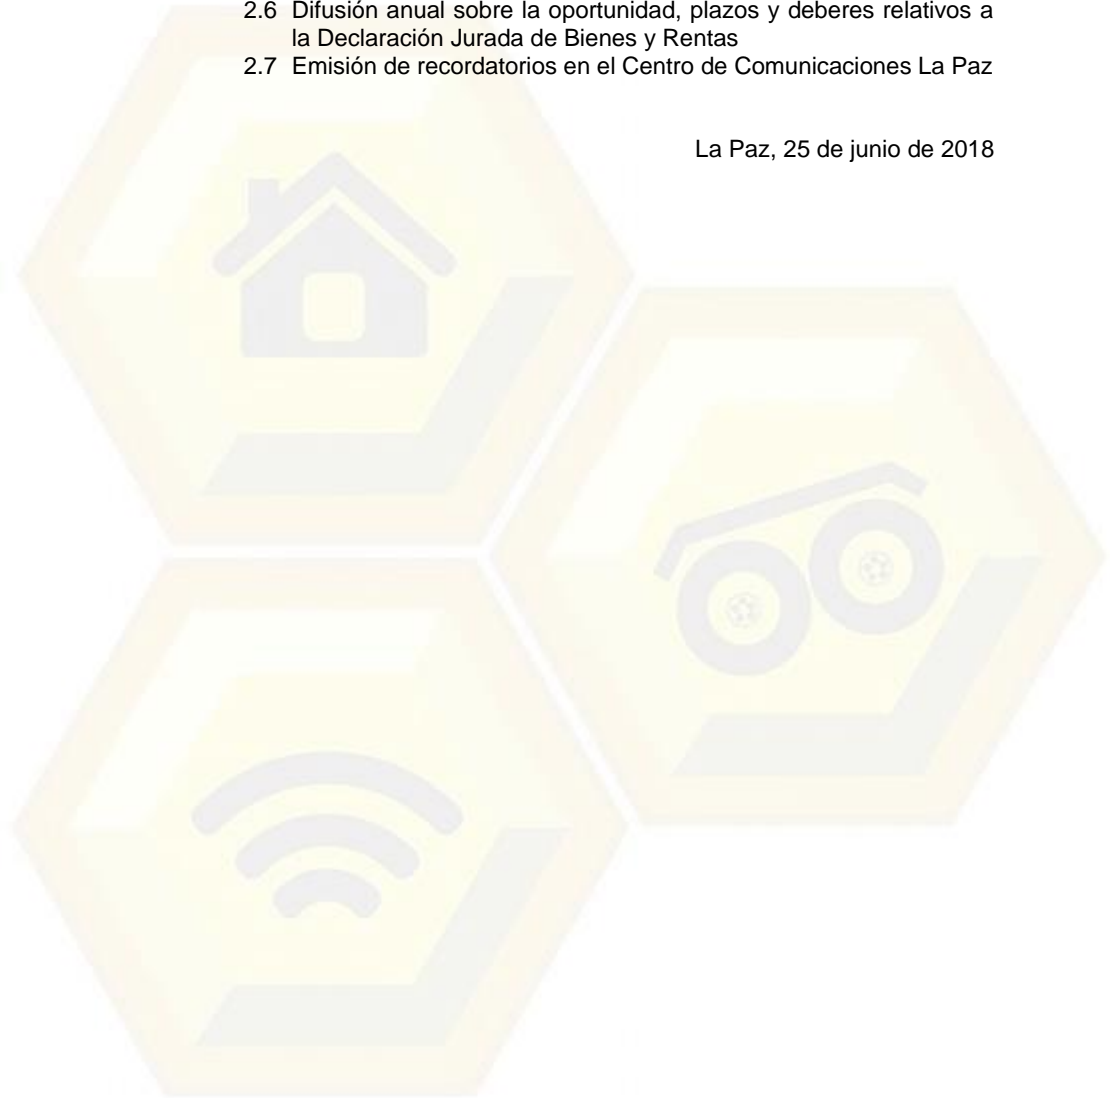 2.6 Difusión anual sobre la oportunidad, plazos y deberes relativos a
la Declaración Jurada de Bienes y Rentas
2.7 Emisión de recordatorios en el Centro de Comunicaciones La Paz
La Paz, 25 de junio de 2018